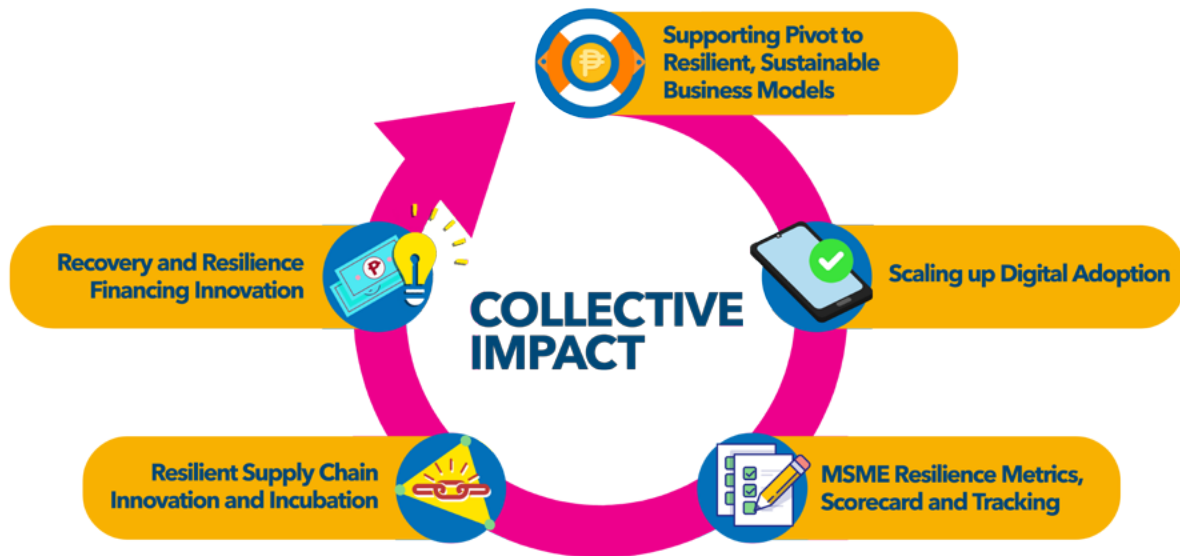 Supporting Pivot to
Resilient, Sustainable
Business Models
Scaling up Digital Adoption
MSME Resilience Metrics,
Scorecard and Tracking
Resilient Supply Chain
Innovation and Incubation
Recovery and Resilience
Financing Innovation
COLLECTIVE
IMPACT